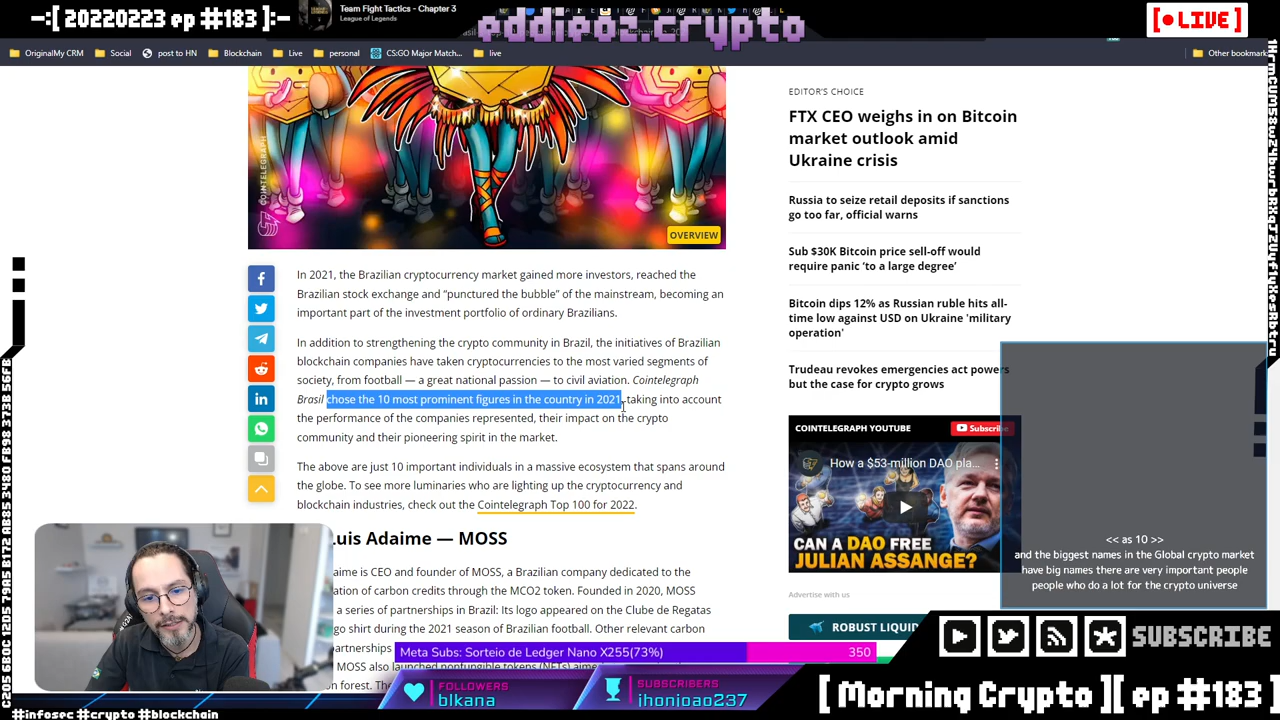 -:[ 20220223 ep #183 ]:-
Team Fight Tactics - Chapter 3
League of Legends
eddieoz.crypto
[● LIVE ]
OriginalMy CRM
Social
post to HN
Blockchain
Live
personal
CS:GO Major Match...
live
Other bookmark
COINTELEGRAPH
OVERVIEW
In 2021, the Brazilian cryptocurrency market gained more investors, reached the
Brazilian stock exchange and “punctured the bubble” of the mainstream, becoming an
important part of the investment portfolio of ordinary Brazilians.
In addition to strengthening the crypto community in Brazil, the initiatives of Brazilian
blockchain companies have taken cryptocurrencies to the most varied segments of
society, from football — a great national passion — to civil aviation. Cointelegraph
Brasil chose the 10 most prominent figures in the country in 2021, taking into account
the performance of the companies represented, their impact on the crypto
community and their pioneering spirit in the market.
The above are just 10 important individuals in a massive ecosystem that spans around
the globe. To see more luminaries who are lighting up the cryptocurrency and
blockchain industries, check out the Cointelegraph Top 100 for 2022.
uis Adaime — MOSS
aime is CEO and founder of MOSS, a Brazilian company dedicated to the
ation of carbon credits through the MCO2 token. Founded in 2020, MOSS
a series of partnerships in Brazil: Its logo appeared on the Clube de Regatas
go shirt during the 2021 season of Brazilian football. Other relevant carbon
artnerships
MOSS also launched nonfungible tokens (NFTs) aime
EDITOR'S CHOICE
FTX CEO weighs in on Bitcoin
market outlook amid
Ukraine crisis
Russia to seize retail deposits if sanctions
go too far, official warns
Sub $30K Bitcoin price sell-off would
require panic ‘to a large degree’
Bitcoin dips 12% as Russian ruble hits all-
time low against USD on Ukraine 'military
operation'
Trudeau revokes emergencies act powers
but the case for crypto grows
COINTELEGRAPH YOUTUBE
Subscribe
How a $53-million DAO pla...
CAN A DAO FREE
JULIAN ASSANGE?
Advertise with us
ROBUST LIQUID
<< as 10 >>
and the biggest names in the Global crypto market
have big names there are very important people
people who do a lot for the crypto universe
Meta Subs: Sorteio de Ledger Nano X255(73%)
350
FOLLOWERS
blkana
SUBSCRIBERS
jhonjoao237
SUBSCRIBE
[ Morning Crypto ][ ep #183 ]
#infosec #crypto #blockchain